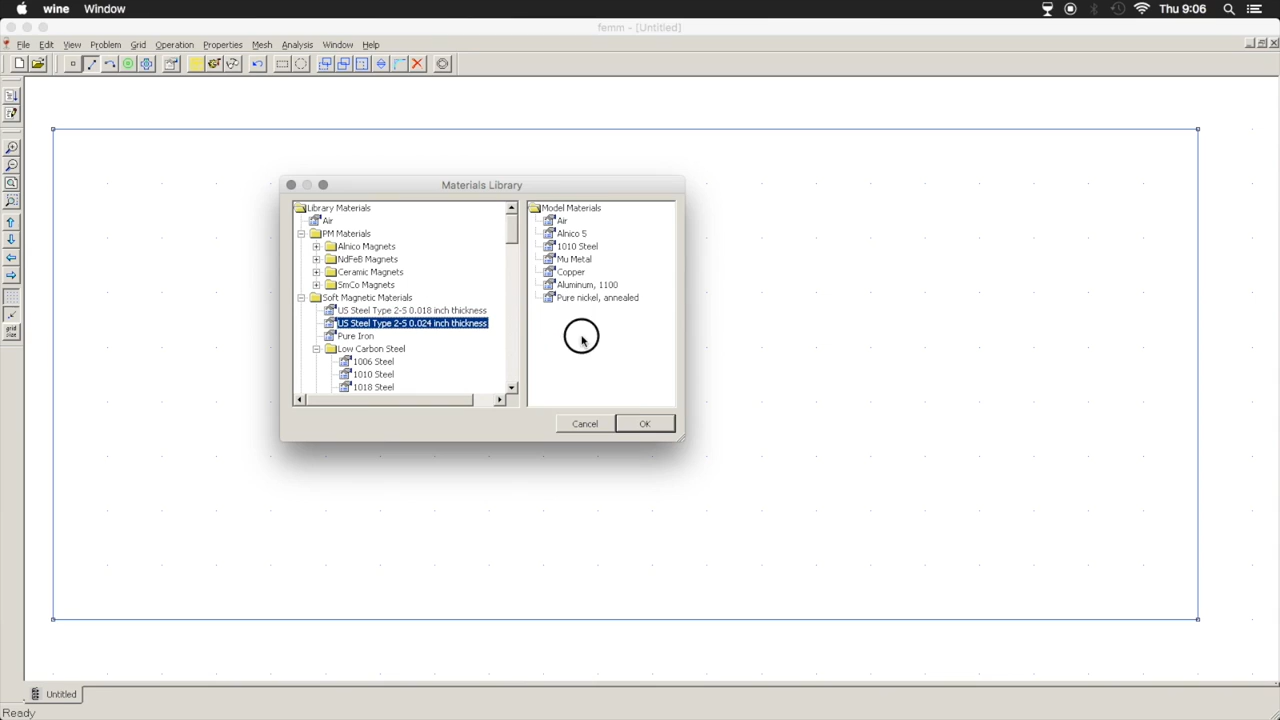 wine Window
Thu 9:06
femm - [Untitled]
File Edit View Problem Grid Operation Properties Mesh Analysis Window Help
grid
size
Materials Library
Library Materials
Air
PM Materials
Alnico Magnets
NdFeB Magnets
Ceramic Magnets
SmCo Magnets
Soft Magnetic Materials
US Steel Type 2-S 0.018 inch thickness
US Steel Type 2-S 0.024 inch thickness
Pure Iron
Low Carbon Steel
1006 Steel
1010 Steel
1018 Steel
Model Materials
Air
Alnico 5
1010 Steel
Mu Metal
Copper
Aluminum, 1100
Pure nickel, annealed
Cancel OK
Untitled
Ready